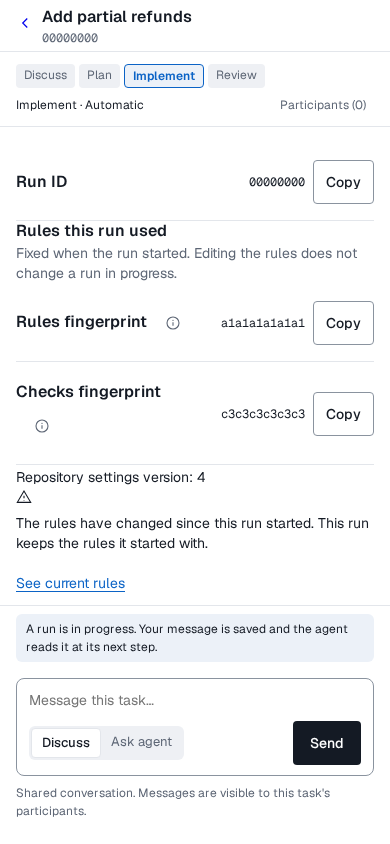 Add partial refunds
00000000
Discuss Plan Implement Review
Implement · Automatic Participants (0)
Run ID 00000000 Copy
Rules this run used
Fixed when the run started. Editing the rules does not
change a run in progress.
Rules fingerprint a1a1a1a1a1a1 Copy
Checks fingerprint
c3c3c3c3c3c3 Copy
Repository settings version: 4
The rules have changed since this run started. This run
keeps the rules it started with.
See current rules
A run is in progress. Your message is saved and the agent
reads it at its next step.
Message this task...
Discuss Ask agent Send
Shared conversation. Messages are visible to this task's
participants.